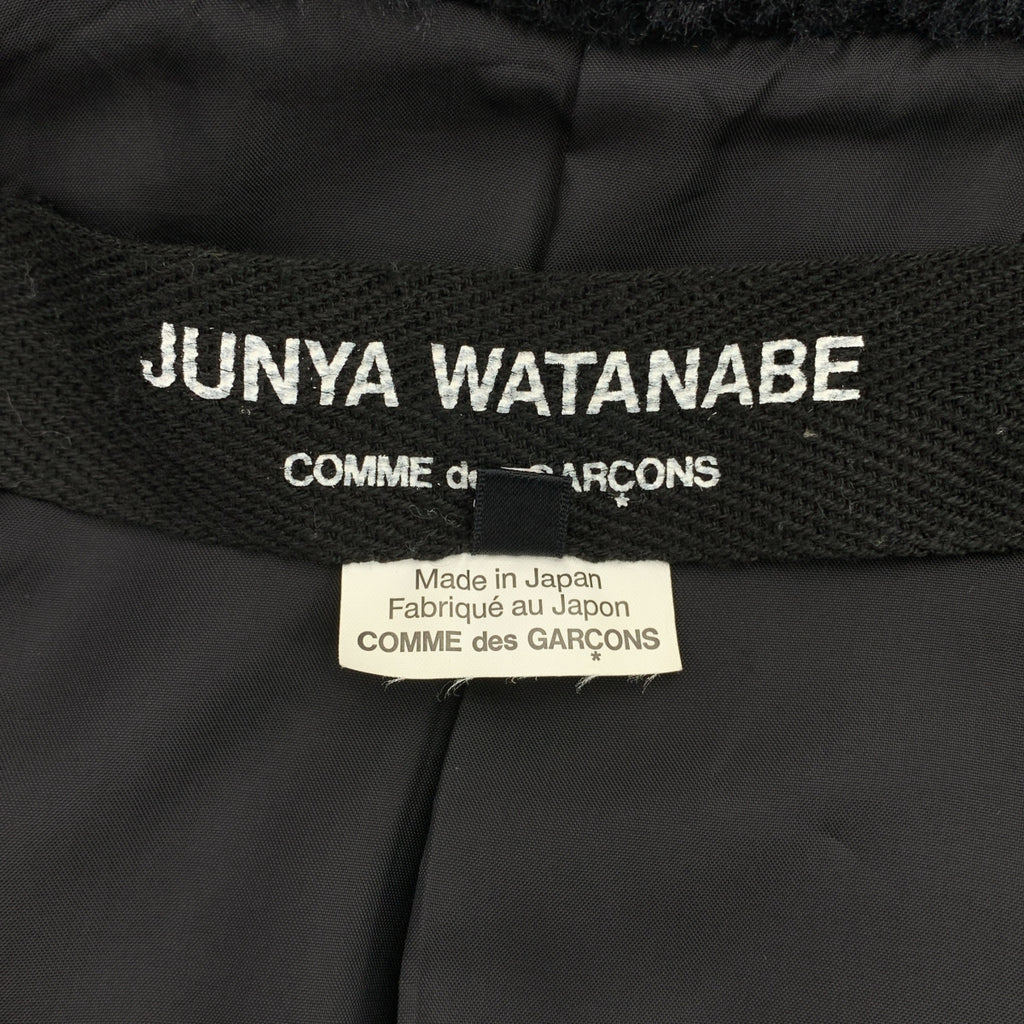 JUNYA WATANABE
COMME des GARÇONS
Made in Japan
Fabriqué au Japon
COMME des GARÇONS
*